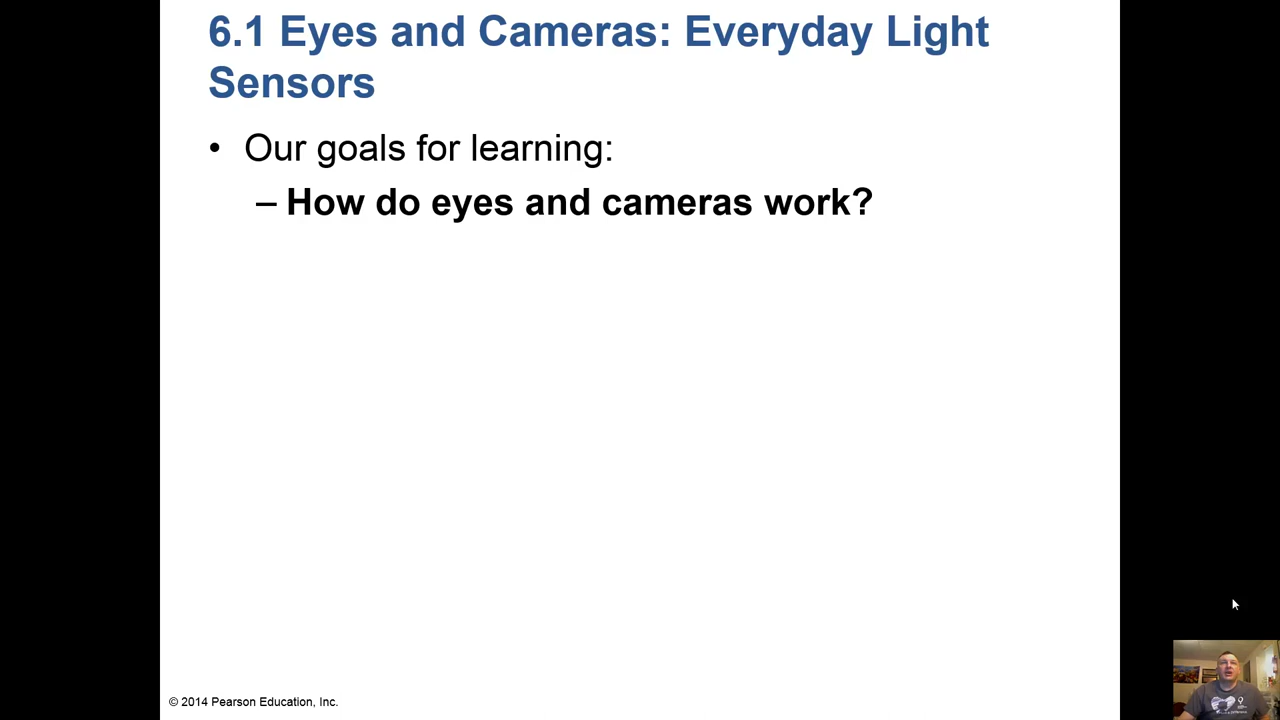 6.1 Eyes and Cameras: Everyday Light
Sensors
• Our goals for learning:
– How do eyes and cameras work?
© 2014 Pearson Education, Inc.